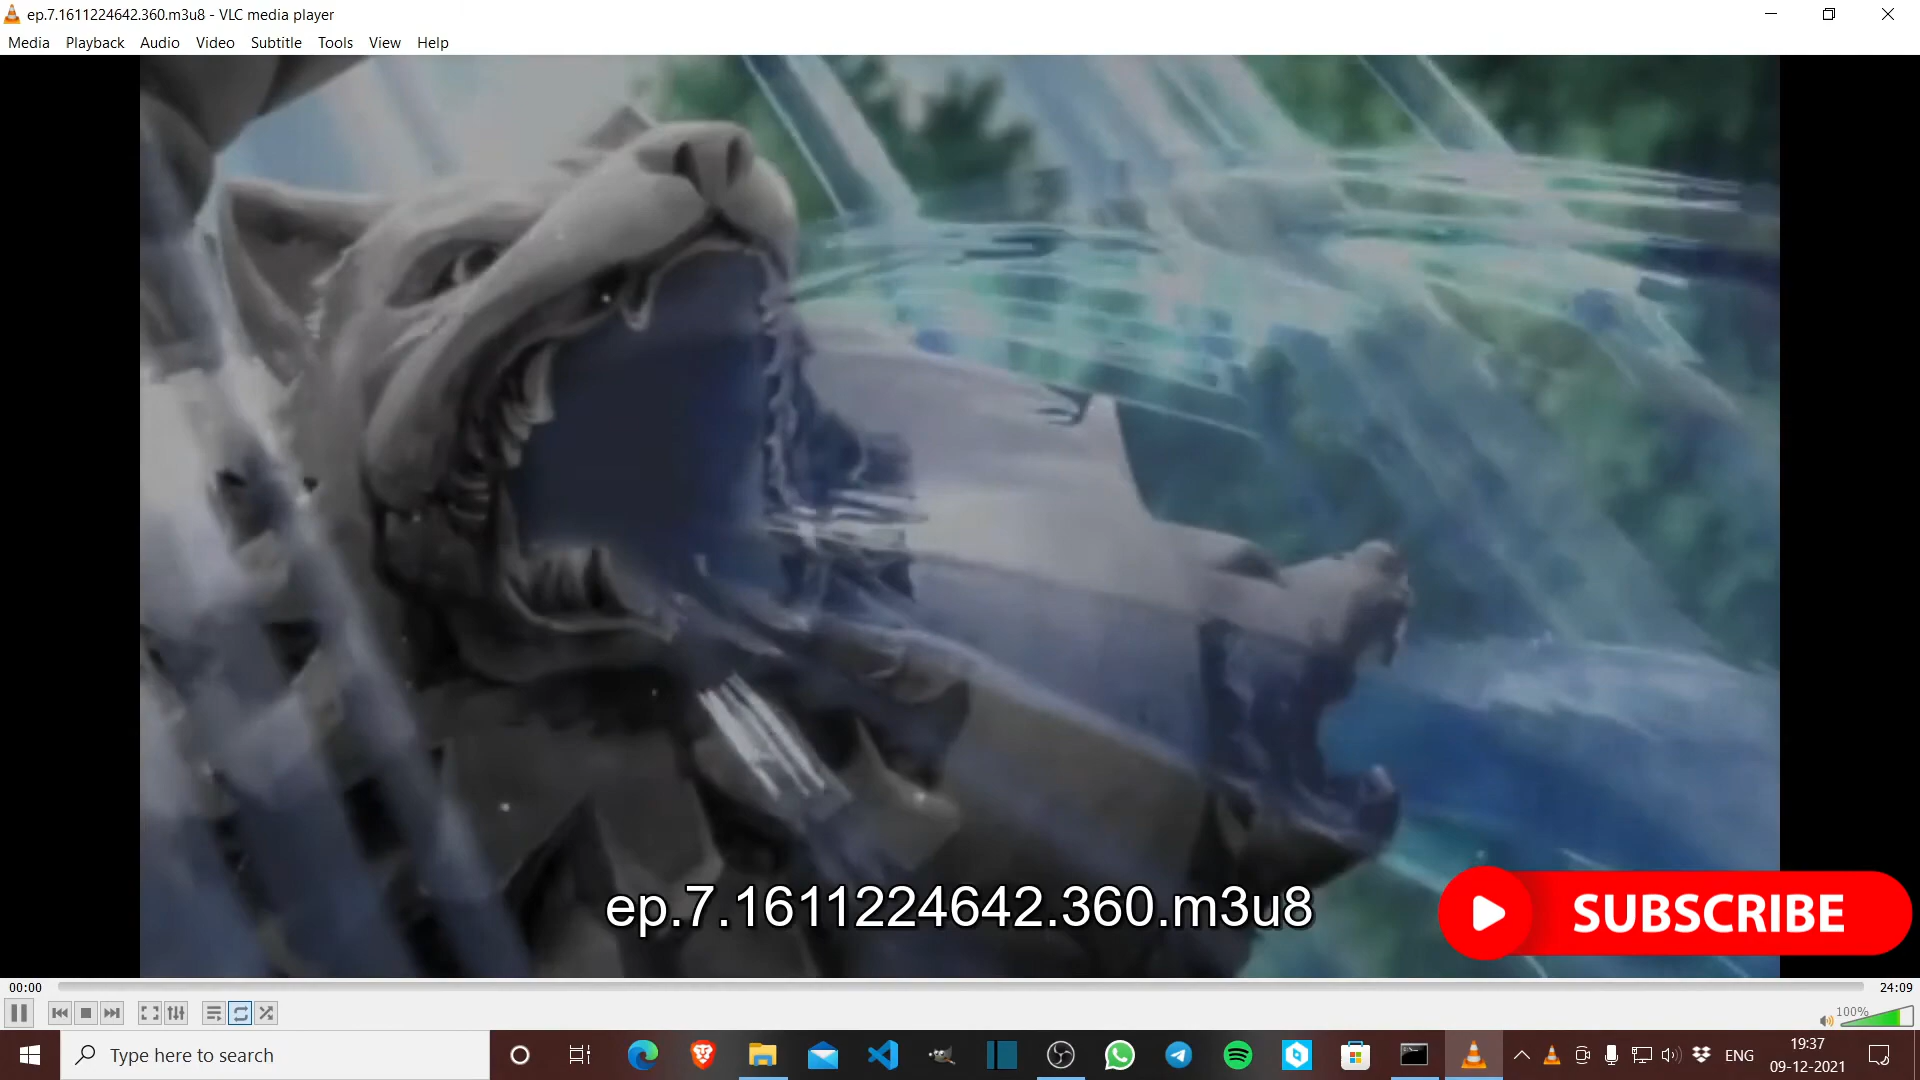 ep.7.1611224642.360.m3u8 - VLC media player
Media Playback Audio Video Subtitle Tools View Help
ep.7.1611224642.360.m3u8
SUBSCRIBE
00:00
24:09
100%
Type here to search
ENG
19:37
09-12-2021